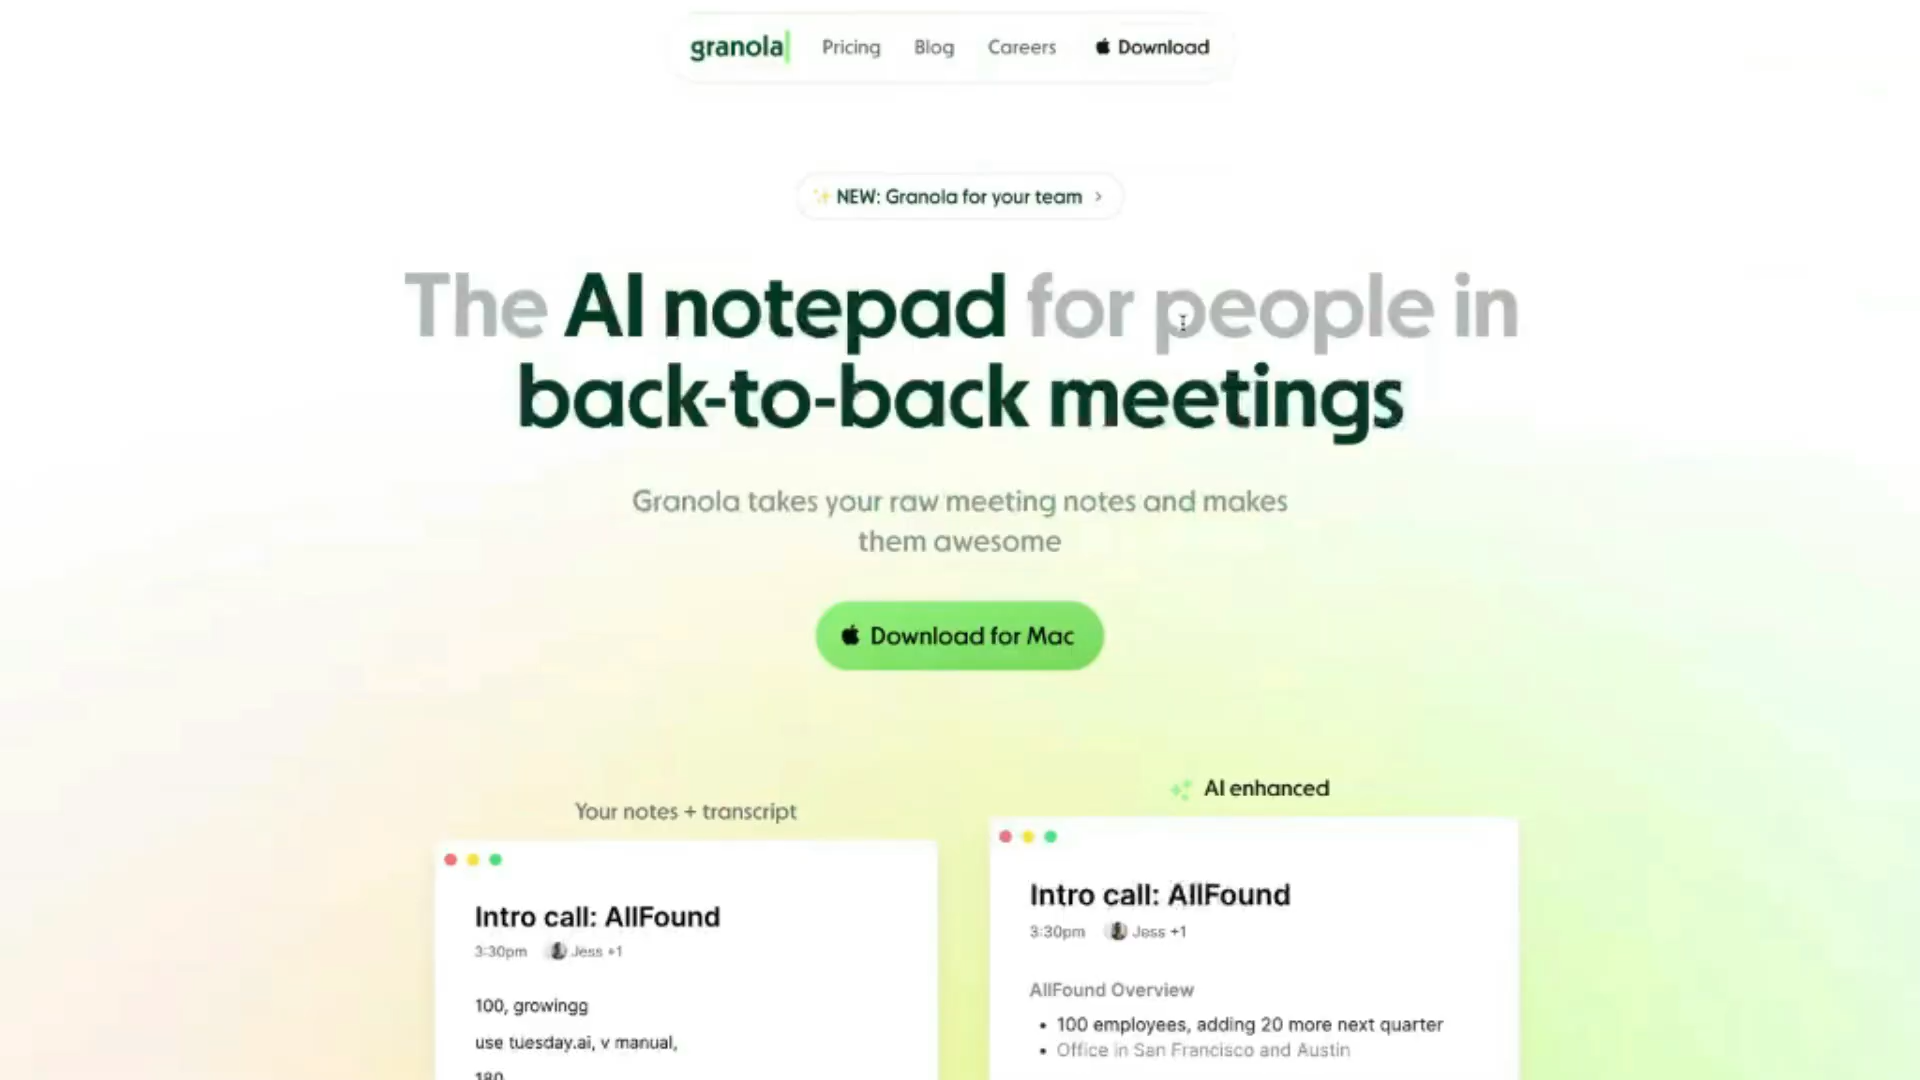 granola
Pricing
Blog
Careers
Download
NEW: Granola for your team
The AI notepad for people in
back-to-back meetings
Granola takes your raw meeting notes and makes
them awesome
Download for Mac
Your notes + transcript
Intro call: AllFound
3:30pm Jess +1
100, growingg
use tuesday.ai, v manual,
180
AI enhanced
Intro call: AllFound
3:30pm Jess +1
AllFound Overview
• 100 employees, adding 20 more next quarter
• Office in San Francisco and Austin